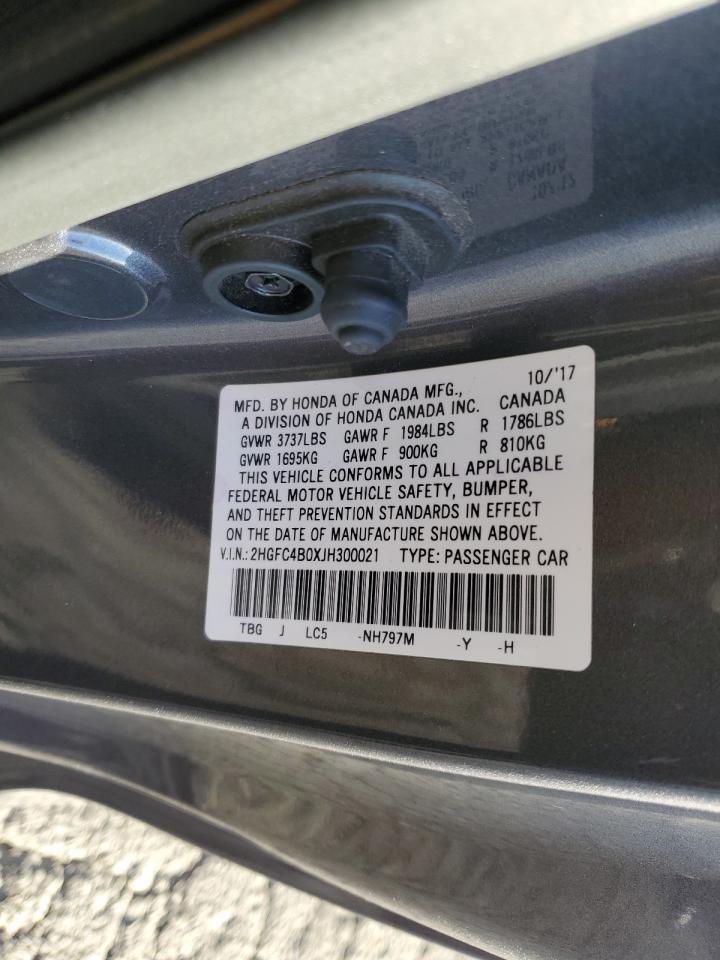 10/'17
MFD. BY HONDA OF CANADA MFG.,
A DIVISION OF HONDA CANADA INC. CANADA
GVWR 3737LBS GAWR F 1984LBS R 1786LBS
GVWR 1695KG GAWR F 900KG R 810KG
THIS VEHICLE CONFORMS TO ALL APPLICABLE
FEDERAL MOTOR VEHICLE SAFETY, BUMPER,
AND THEFT PREVENTION STANDARDS IN EFFECT
ON THE DATE OF MANUFACTURE SHOWN ABOVE.
V.I.N.: 2HGFC4B0XJH300021 TYPE: PASSENGER CAR
TBG J LC5 -NH797M -Y -H